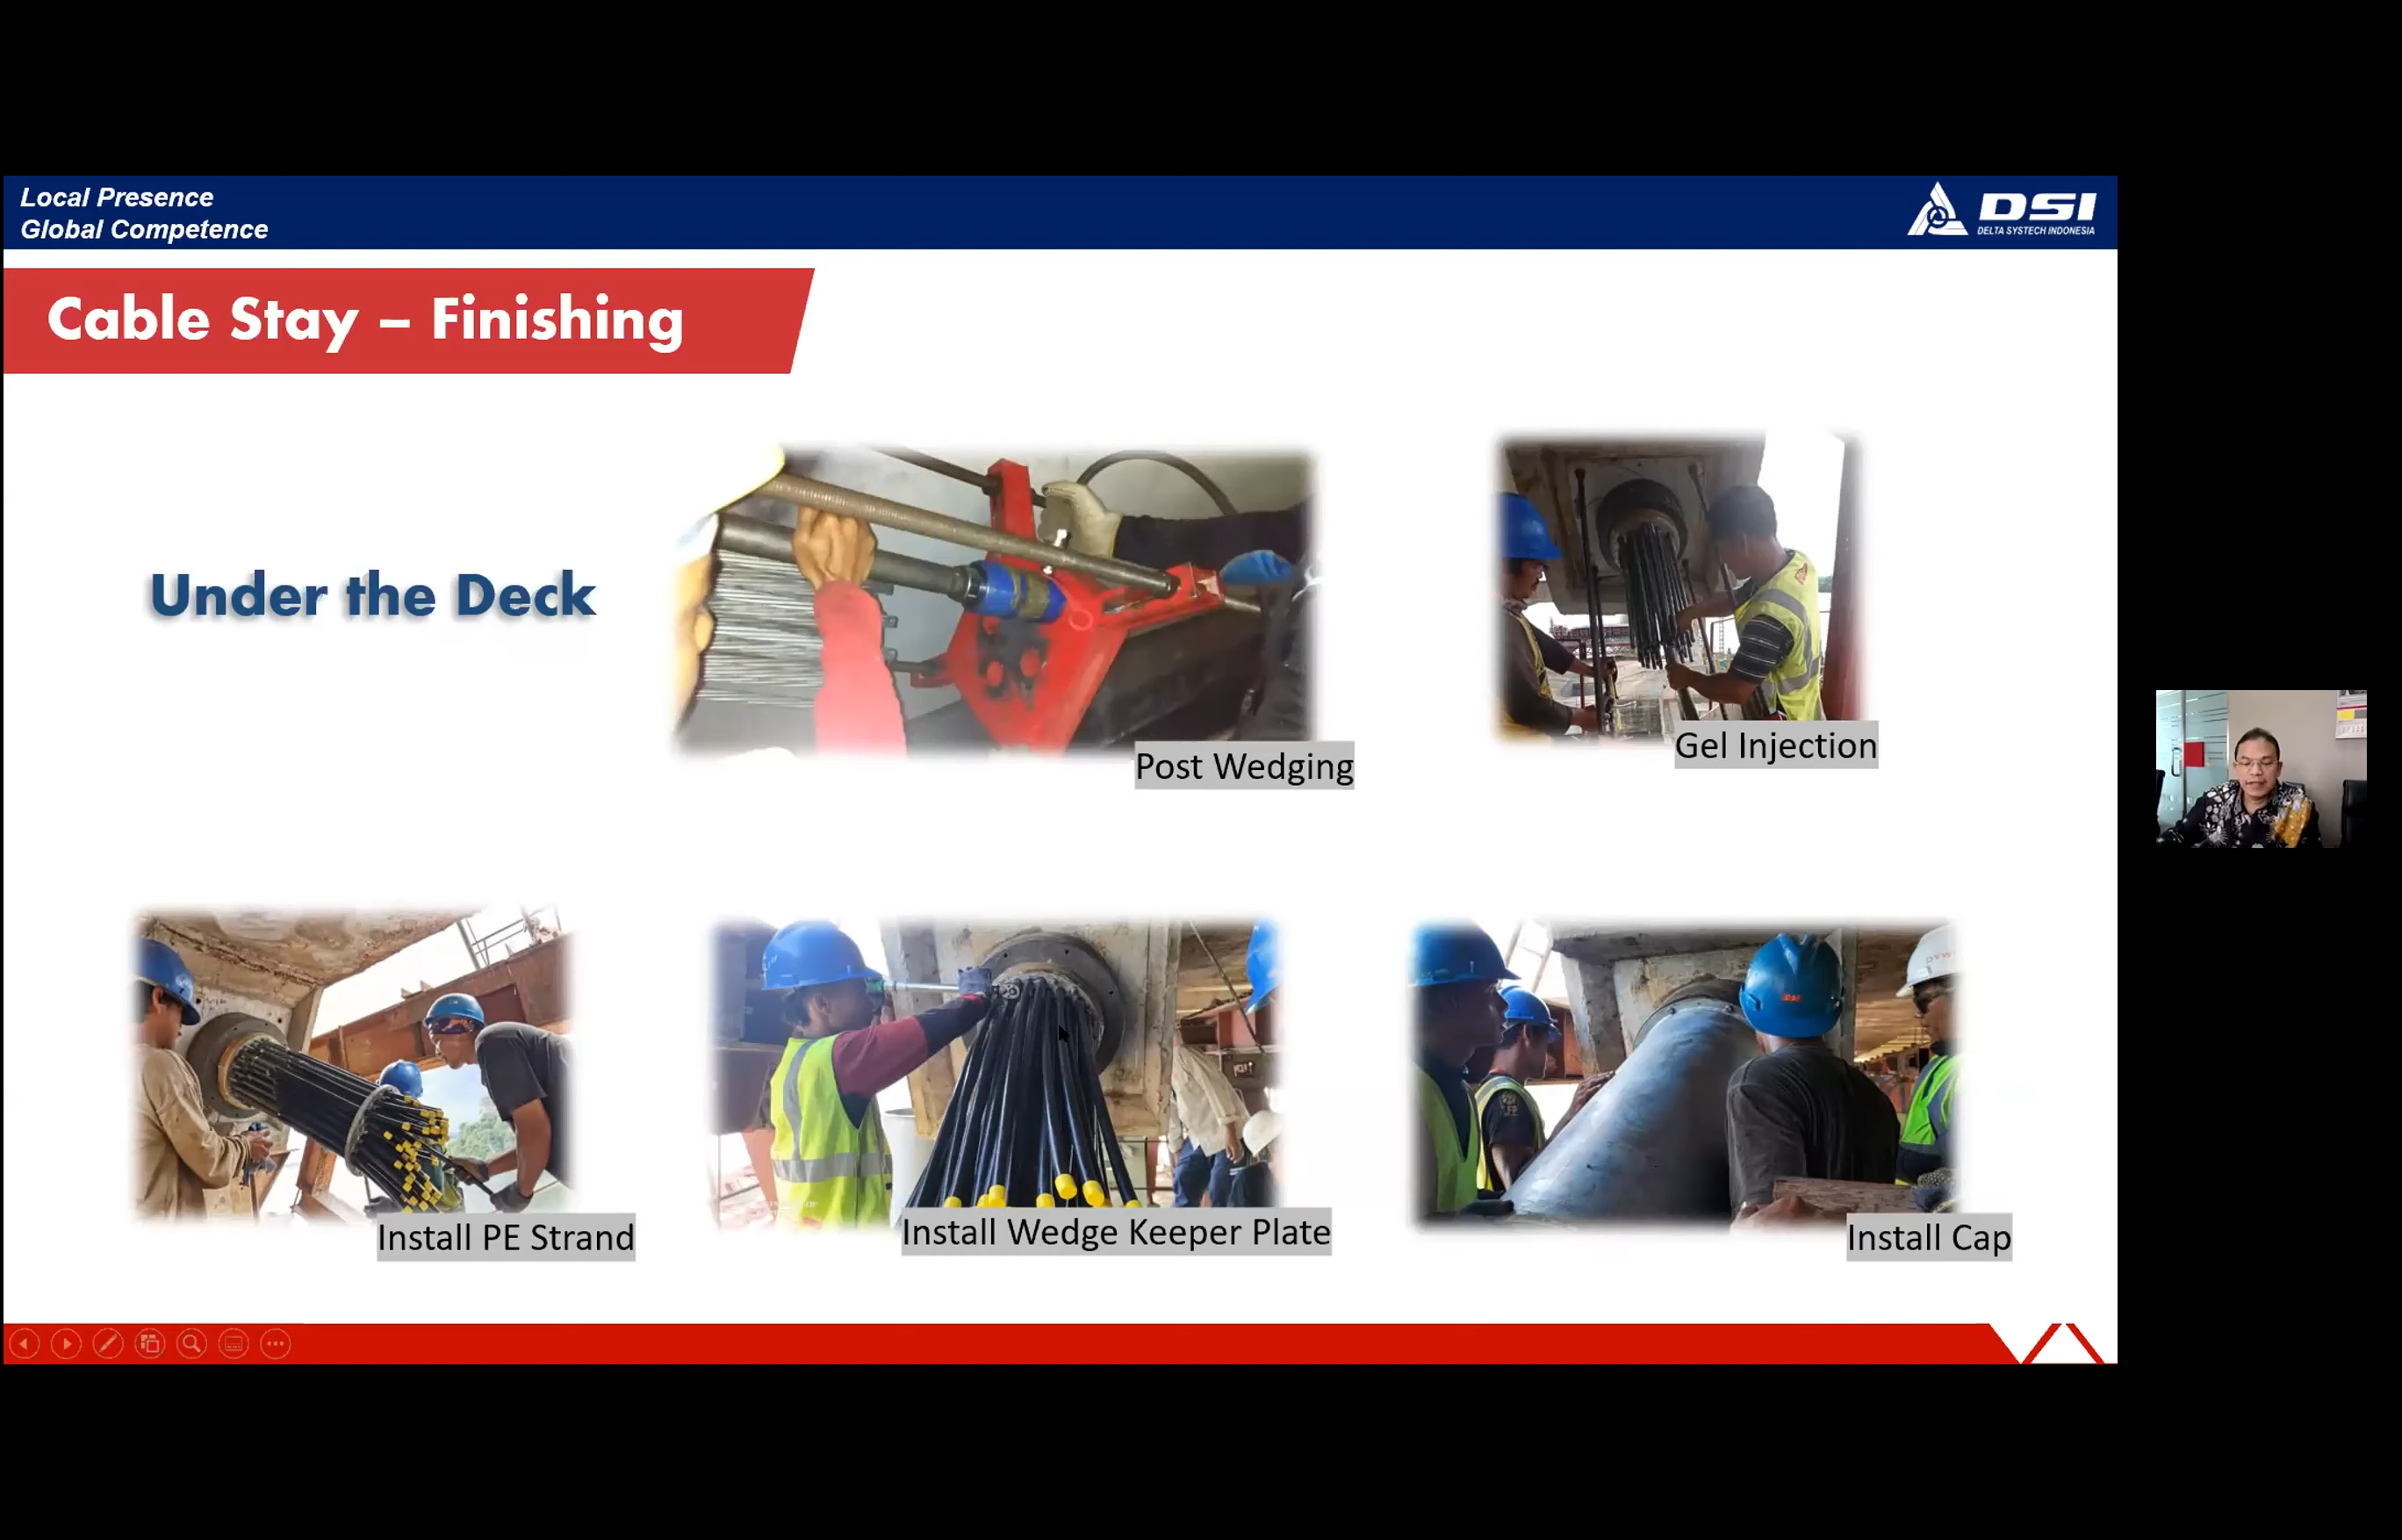 Local Presence
Global Competence
DSI
DELTA SYSTECH INDONESIA
Cable Stay – Finishing
Under the Deck
Post Wedging
Gel Injection
Install PE Strand
Install Wedge Keeper Plate
Install Cap